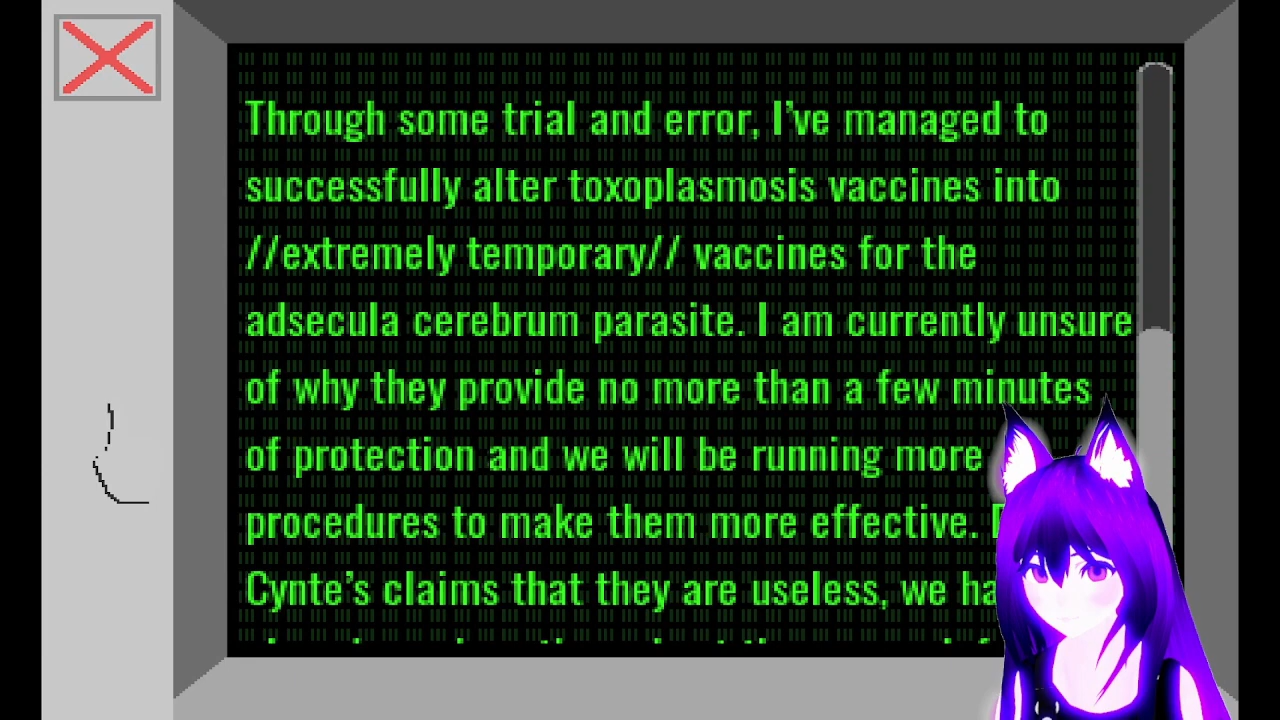 Through some trial and error, I've managed to
successfully alter toxoplasmosis vaccines into
//extremely temporary// vaccines for the
adsecula cerebrum parasite. I am currently unsure
of why they provide no more than a few minutes
of protection and we will be running more
procedures to make them more effective.
Cynte's claims that they are useless, we